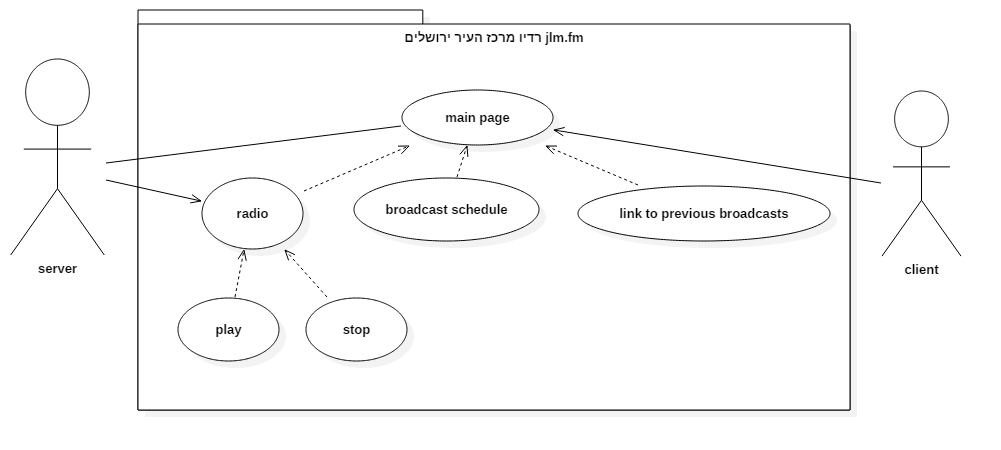 רדיו מרכז העיר ירושלים jlm.fm
main page
radio
broadcast schedule
link to previous broadcasts
server
client
play
stop